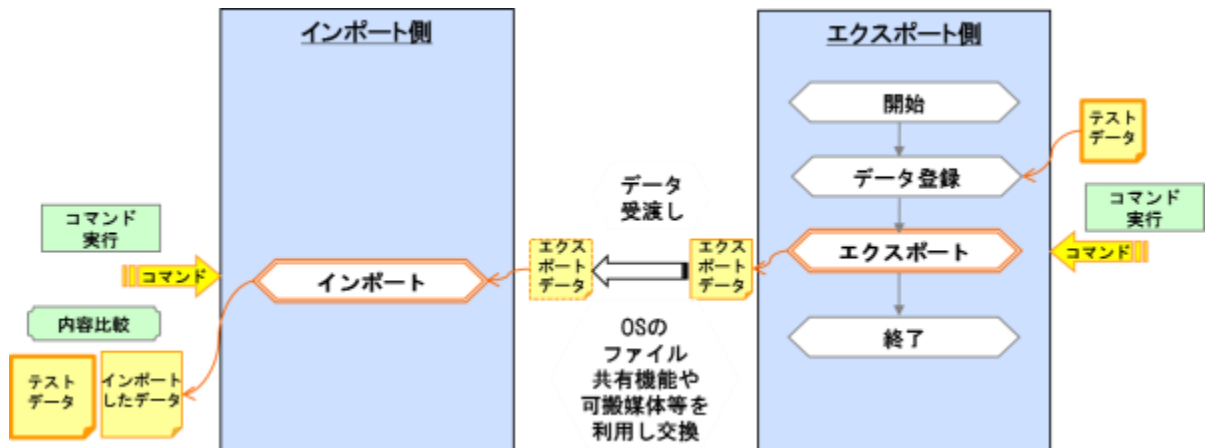 インポート側
エクスポート側
開始
テスト
データ
データ登録
データ
受渡し
コマンド
実行
コマンド
実行
エクス
ポート
データ
エクス
ポート
データ
エクスポート
コマンド
コマンド
インポート
内容比較
OSの
ファイル
共有機能や
可搬媒体等を
利用し交換
終了
テスト
データ
インポート
したデータ